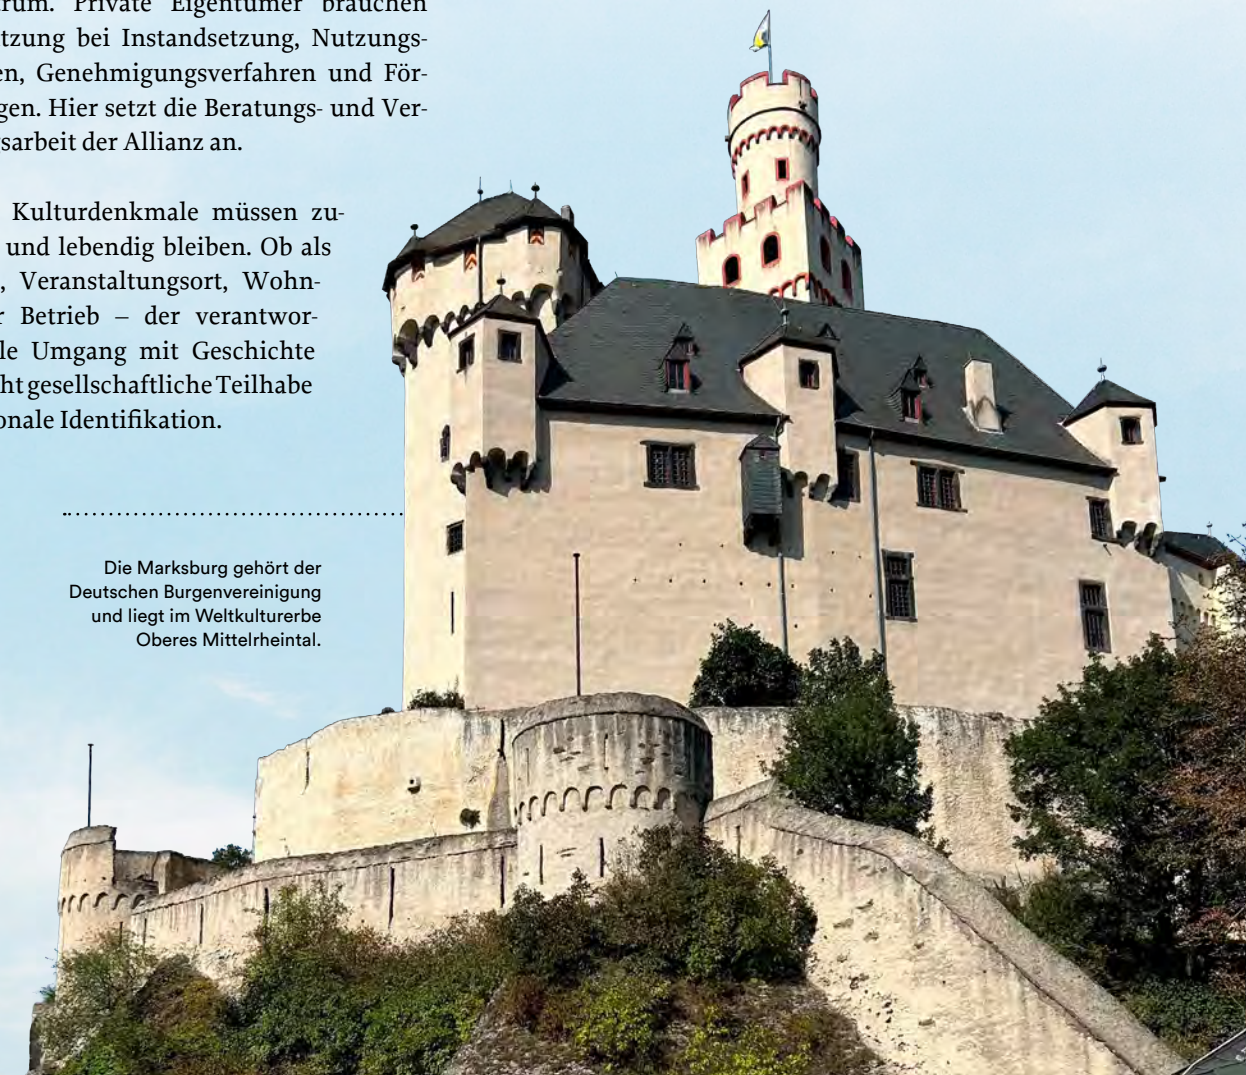 trum. Private Eigentümer brauchen
tzung bei Instandsetzung, Nutzungs-
en, Genehmigungsverfahren und För-
gen. Hier setzt die Beratungs- und Ver-
gsarbeit der Allianz an.
Kulturdenkmale müssen zu-
und lebendig bleiben. Ob als
, Veranstaltungsort, Wohn-
r Betrieb – der verantwor-
le Umgang mit Geschichte
ht gesellschaftliche Teilhabe
onale Identifikation.
Die Marksburg gehört der
Deutschen Burgenvereinigung
und liegt im Weltkulturerbe
Oberes Mittelrheintal.